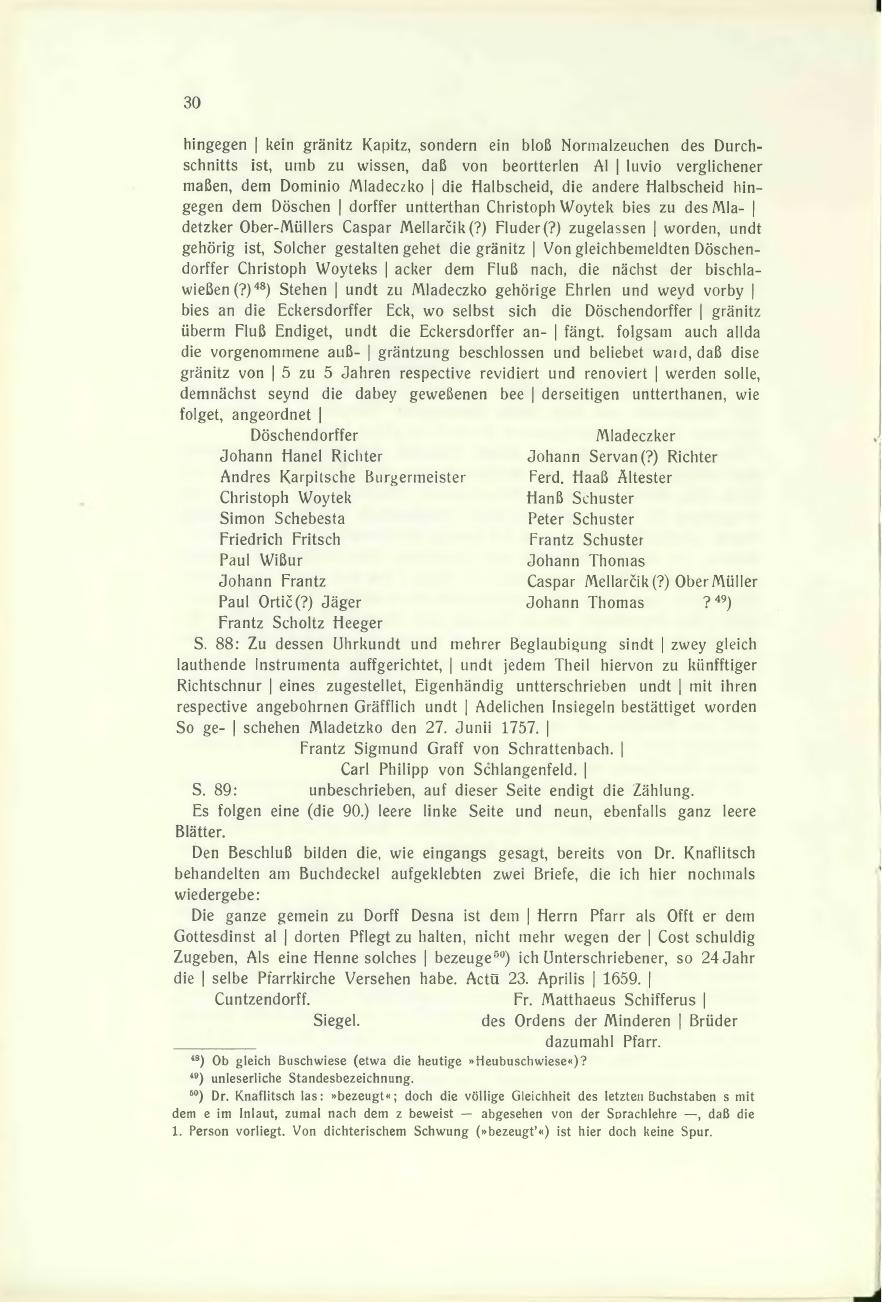 30
hingegen | kein gränitz Kapitz, sondern ein bloß Normalzeuchen des Durch-
schnitts ist, umb zu wissen, daß von beortterlen Al | luvio verglichener
maßen, dem Dominio Mladeczko | die Halbscheid, die andere Halbscheid hin-
gegen dem Döschen | dorffer untterthan Christoph Woytek bies zu des Mla- |
detzker Ober-Müllers Caspar Mellarčik (?) Fluder (?) zugelassen | worden, undt
gehörig ist, Solcher gestalten gehet die gränitz | Von gleichbemeldten Döschen-
dorffer Christoph Woyteks | acker dem Fluß nach, die nächst der bischla-
wießen (?)⁴⁸) Stehen | undt zu Mladeczko gehörige Ehrlen und weyd vorby |
bies an die Eckersdorffer Eck, wo selbst sich die Döschendorffer | gränitz
überm Fluß Endiget, undt die Eckersdorffer an- | fängt. folgsam auch allda
die vorgenommene auß- | gräntzung beschlossen und beliebet ward, daß dise
gränitz von | 5 zu 5 Jahren respective revidiert und renoviert | werden solle,
demnächst seynd die dabey geweßenen bee | derseitigen untterthanen, wie
folget, angeordnet |
Döschendorffer Mladeczker
Johann Hanel Richter Johann Servan (?) Richter
Andres Karpitsche Burgermeister Ferd. Haaß Ältester
Christoph Woytek Hanß Schuster
Simon Schebesta Peter Schuster
Friedrich Fritsch Frantz Schuster
Paul Wißur Johann Thomas
Johann Frantz Caspar Mellarčik (?) Ober Müller
Paul Ortič (?) Jäger Johann Thomas ? ⁴⁹)
Frantz Scholtz Heeger
S. 88: Zu dessen Uhrkundt und mehrer Beglaubigung sindt | zwey gleich
lauthende Instrumenta auffgerichtet, | undt jedem Theil hiervon zu künfftiger
Richtschnur | eines zugestellet, Eigenhändig untterschrieben undt | mit ihren
respective angebohrnen Gräfflich undt | Adelichen Insiegeln bestättiget worden
So ge- | schehen Mladetzko den 27. Junii 1757. |
Frantz Sigmund Graff von Schrattenbach. |
Carl Philipp von Schlangenfeld. |
S. 89: unbeschrieben, auf dieser Seite endigt die Zählung.
Es folgen eine (die 90.) leere linke Seite und neun, ebenfalls ganz leere
Blätter.
Den Beschluß bilden die, wie eingangs gesagt, bereits von Dr. Knaflitsch
behandelten am Buchdeckel aufgeklebten zwei Briefe, die ich hier nochmals
wiedergebe:
Die ganze gemein zu Dorff Desna ist dem | Herrn Pfarr als Offt er dem
Gottesdinst al | dorten Pflegt zu halten, nicht mehr wegen der | Cost schuldig
Zugeben, Als eine Henne solches | bezeuge⁵⁰) ich Unterschriebener, so 24 Jahr
die | selbe Pfarrkirche Versehen habe. Actū 23. Aprilis | 1659. |
Cuntzendorff. Fr. Matthaeus Schifferus |
Siegel. des Ordens der Minderen | Brüder
dazumahl Pfarr.
⁴⁸) Ob gleich Buschwiese (etwa die heutige »Heubuschwiese«)?
⁴⁹) unleserliche Standesbezeichnung.
⁵⁰) Dr. Knaflitsch las: »bezeugt«; doch die völlige Gleichheit des letzten Buchstaben s mit
dem e im Inlaut, zumal nach dem z beweist — abgesehen von der Sprachlehre —, daß die
1. Person vorliegt. Von dichterischem Schwung (»bezeugt'«) ist hier doch keine Spur.